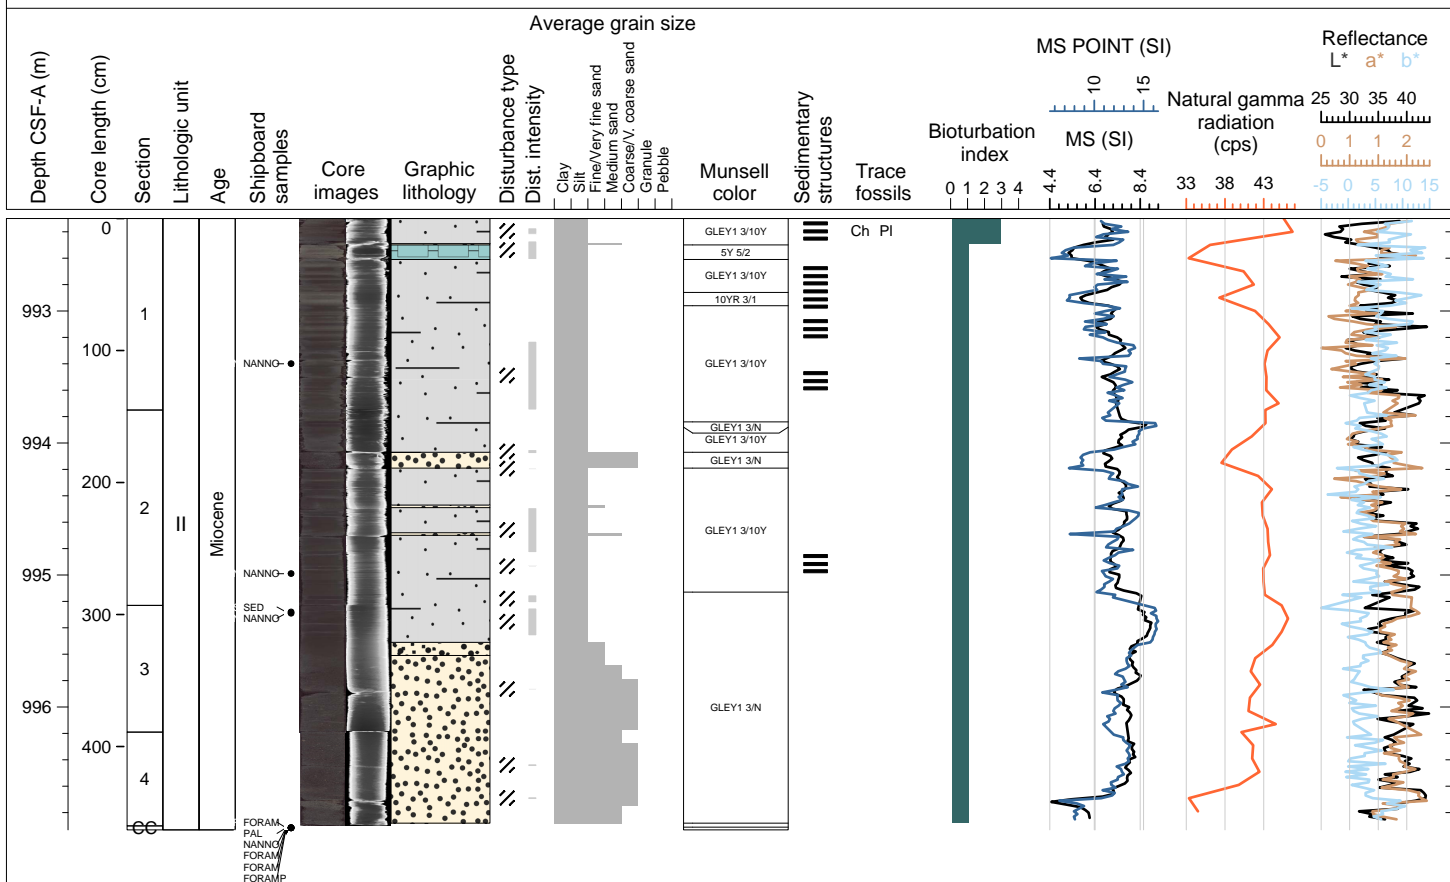 Average grain size
Depth CSF-A (m)
Core length (cm)
Section
Lithologic unit
Age
Shipboard samples
Core images
Graphic lithology
Disturbance type
Dist. intensity
Clay
Silt
Fine/Very fine sand
Medium sand
Coarse/V. coarse sand
Granule
Pebble
Munsell color
Sedimentary structures
Trace fossils
Bioturbation index
0 1 2 3 4
MS POINT (SI)
10 15
MS (SI)
4.4 6.4 8.4
Natural gamma radiation (cps)
33 38 43
Reflectance
L* a* b*
25 30 35 40
0 1 1 2
-5 0 5 10 15
0
100
200
300
400
993
994
995
996
1
2
3
4
CC
II
Miocene
NANNO
NANNO
SED
NANNO
FORAM
PAL
NANNO
FORAM
FORAM
FORAMP
GLEY1 3/10Y
5Y 5/2
GLEY1 3/10Y
10YR 3/1
GLEY1 3/10Y
GLEY1 3/N
GLEY1 3/10Y
GLEY1 3/N
GLEY1 3/10Y
GLEY1 3/N
Ch Pl